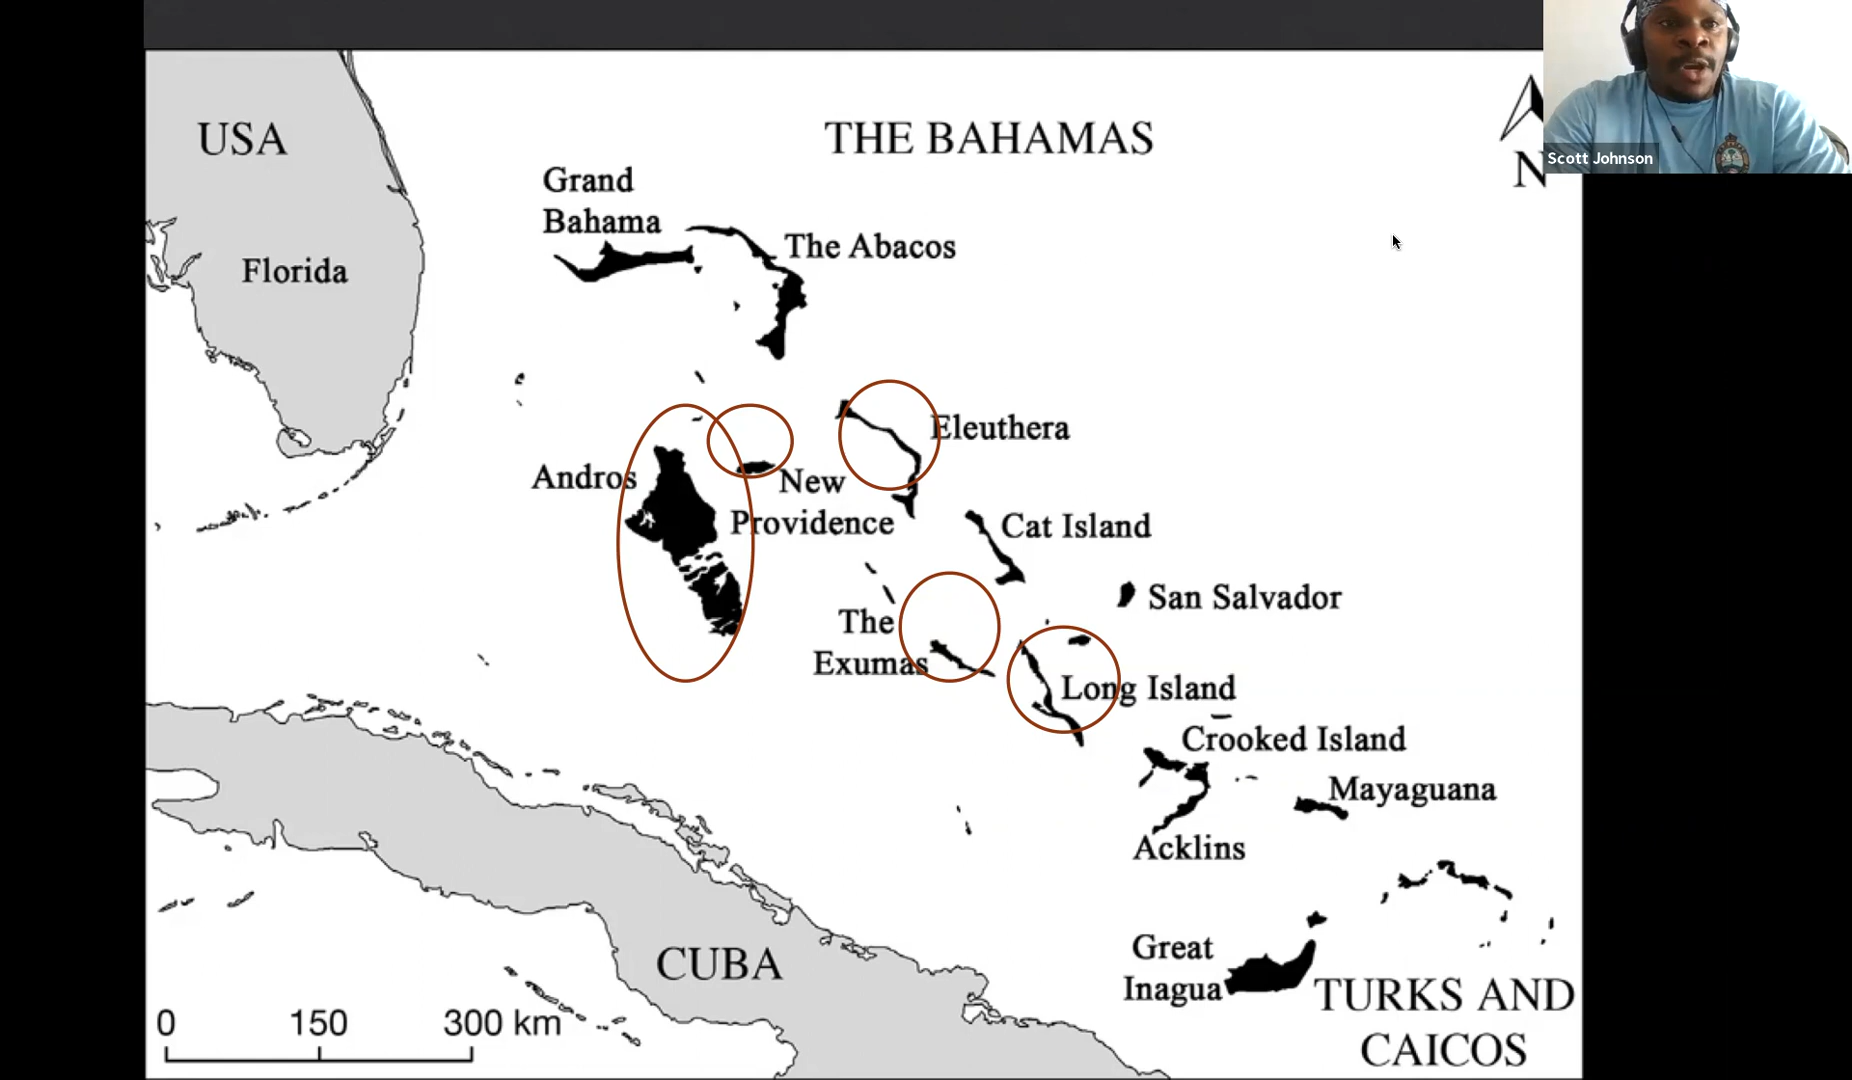 USA
THE BAHAMAS
N
Scott Johnson
Grand
Bahama
The Abacos
Florida
Eleuthera
Andros
New
Providence
Cat Island
San Salvador
The
Exumas
Long Island
Crooked Island
Mayaguana
Acklins
CUBA
Great
Inagua
TURKS AND
CAICOS
0 150 300 km